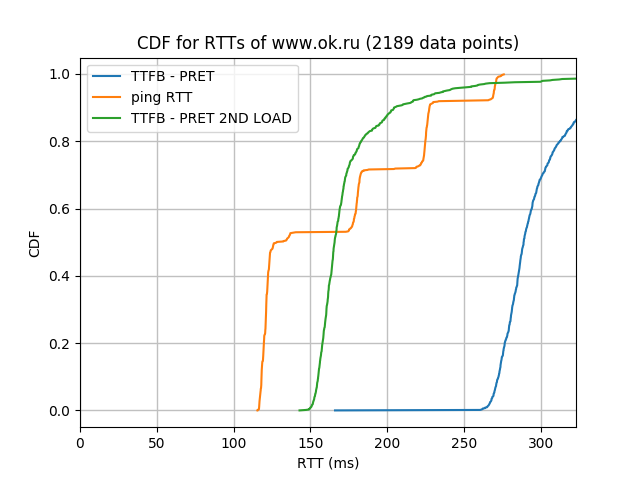 CDF for RTTs of www.ok.ru (2189 data points)
TTFB - PRET
ping RTT
TTFB - PRET 2ND LOAD
1.0
0.8
0.6
0.4
0.2
0.0
CDF
0 50 100 150 200 250 300
RTT (ms)